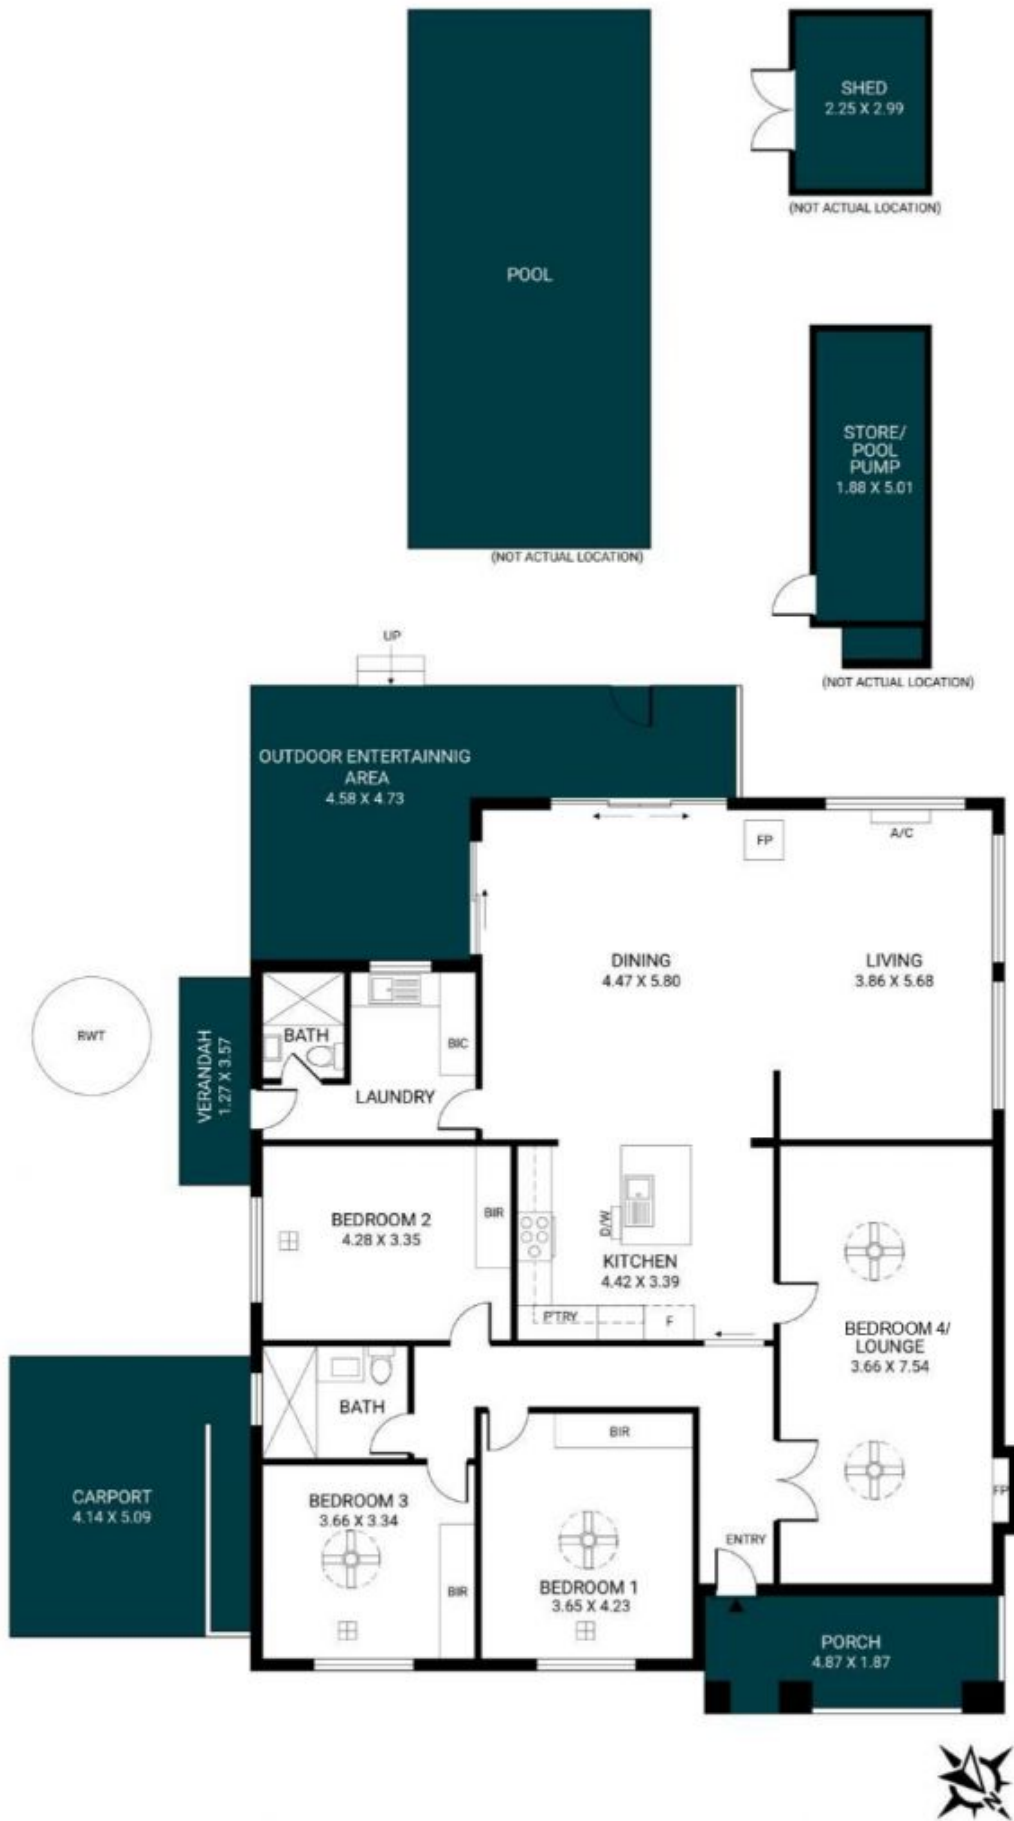 SHED
2.25 X 2.99
(NOT ACTUAL LOCATION)
POOL
(NOT ACTUAL LOCATION)
STORE/
POOL
PUMP
1.88 X 5.01
(NOT ACTUAL LOCATION)
UP
OUTDOOR ENTERTAINNIG
AREA
4.58 X 4.73
FP
A/C
DINING
4.47 X 5.80
LIVING
3.86 X 5.68
RWT
VERANDAH
1.27 X 3.57
BATH
BIC
LAUNDRY
BEDROOM 2
4.28 X 3.35
BIR
D/W
KITCHEN
4.42 X 3.39
P'TRY
F
BEDROOM 4/
LOUNGE
3.66 X 7.54
BATH
BIR
CARPORT
4.14 X 5.09
BEDROOM 3
3.66 X 3.34
BIR
BEDROOM 1
3.65 X 4.23
ENTRY
FP
PORCH
4.87 X 1.87
N